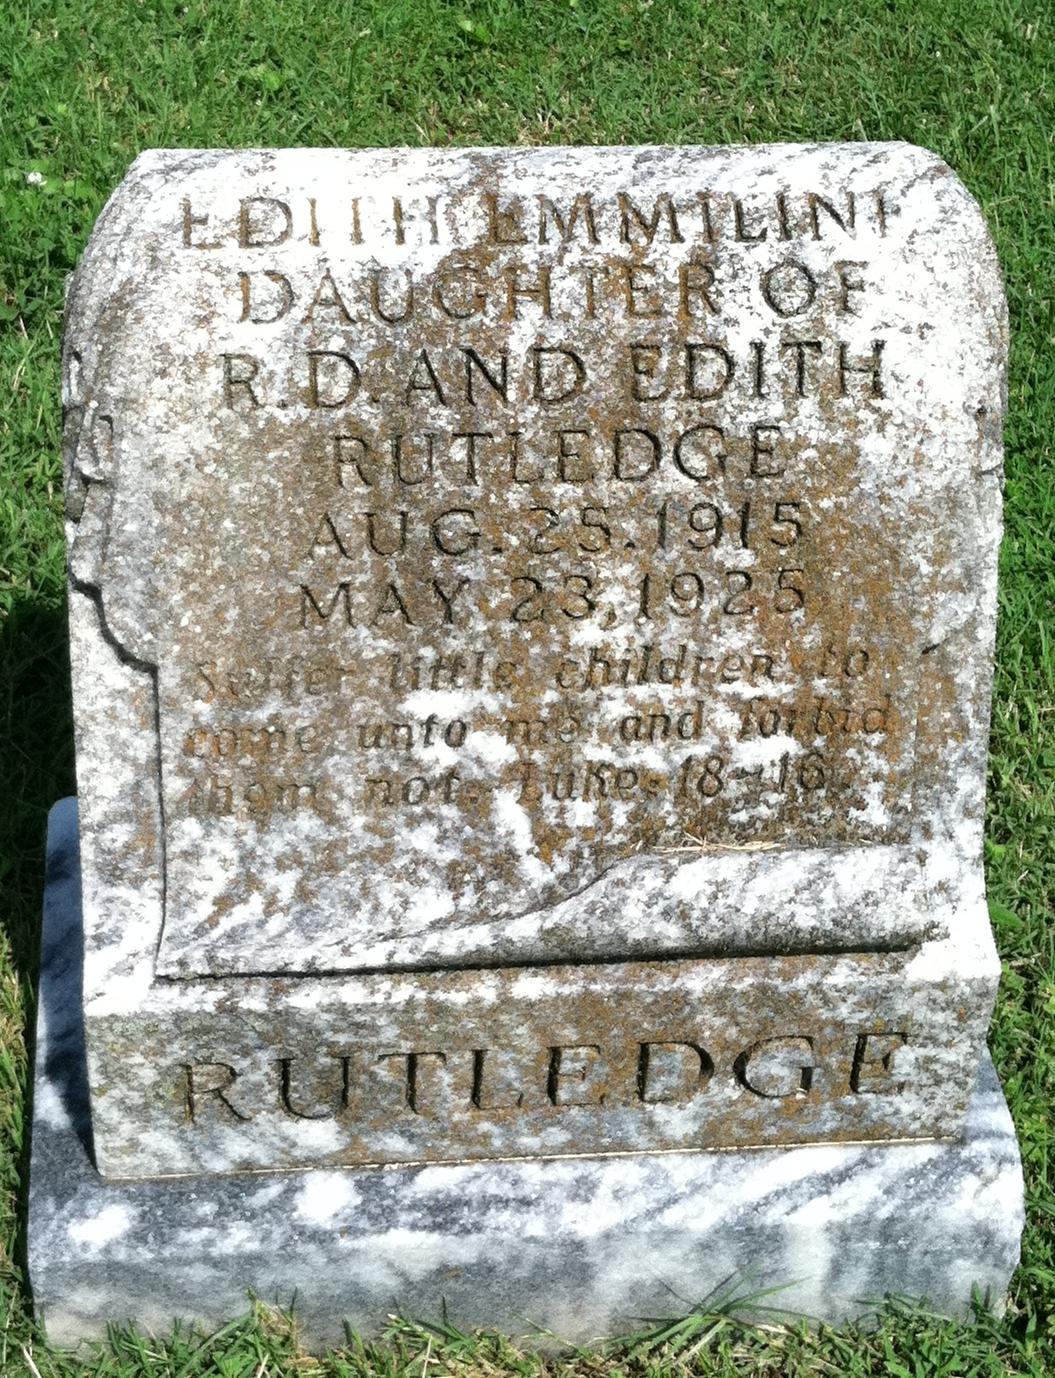 EDITH EMMILINE
DAUGHTER OF
R.D. AND EDITH
RUTLEDGE
AUG. 25. 1915
MAY 23, 1925
Suffer little children to
come unto me and forbid
them not. Luke. 18-16.
RUTLEDGE